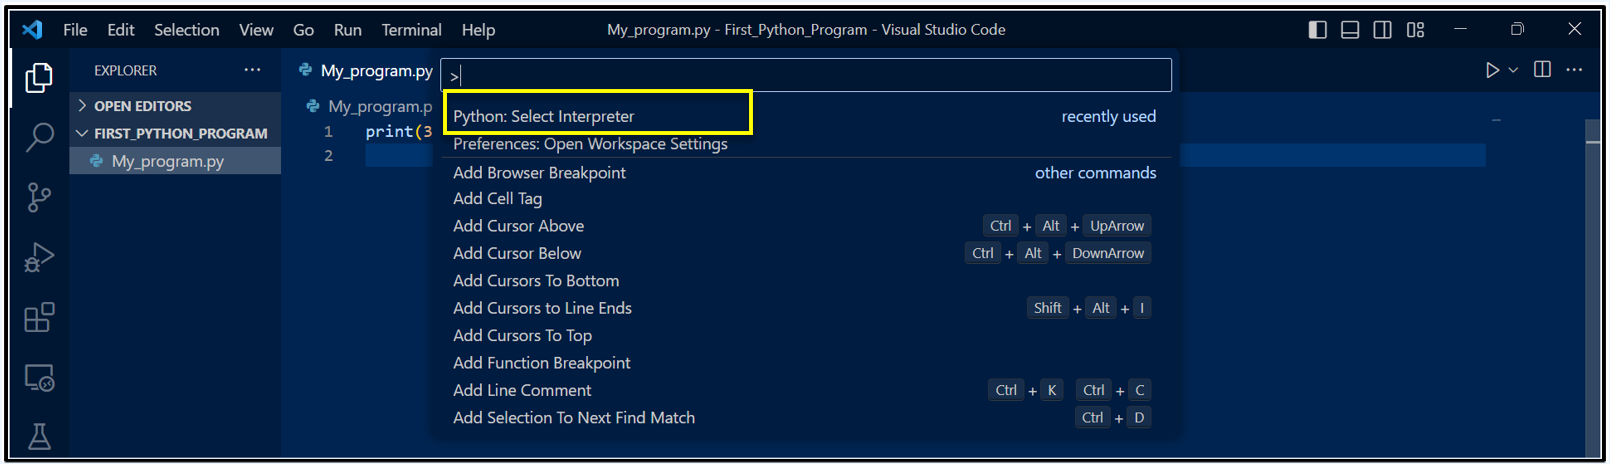 File Edit Selection View Go Run Terminal Help My_program.py - First_Python_Program - Visual Studio Code
EXPLORER ···
My_program.py
>
OPEN EDITORS
My_program.p
Python: Select Interpreter recently used
FIRST_PYTHON_PROGRAM
1 print(3
Preferences: Open Workspace Settings
My_program.py
2
Add Browser Breakpoint other commands
Add Cell Tag
Add Cursor Above Ctrl + Alt + UpArrow
Add Cursor Below Ctrl + Alt + DownArrow
Add Cursors To Bottom
Add Cursors to Line Ends Shift + Alt + I
Add Cursors To Top
Add Function Breakpoint
Add Line Comment Ctrl + K Ctrl + C
Add Selection To Next Find Match Ctrl + D